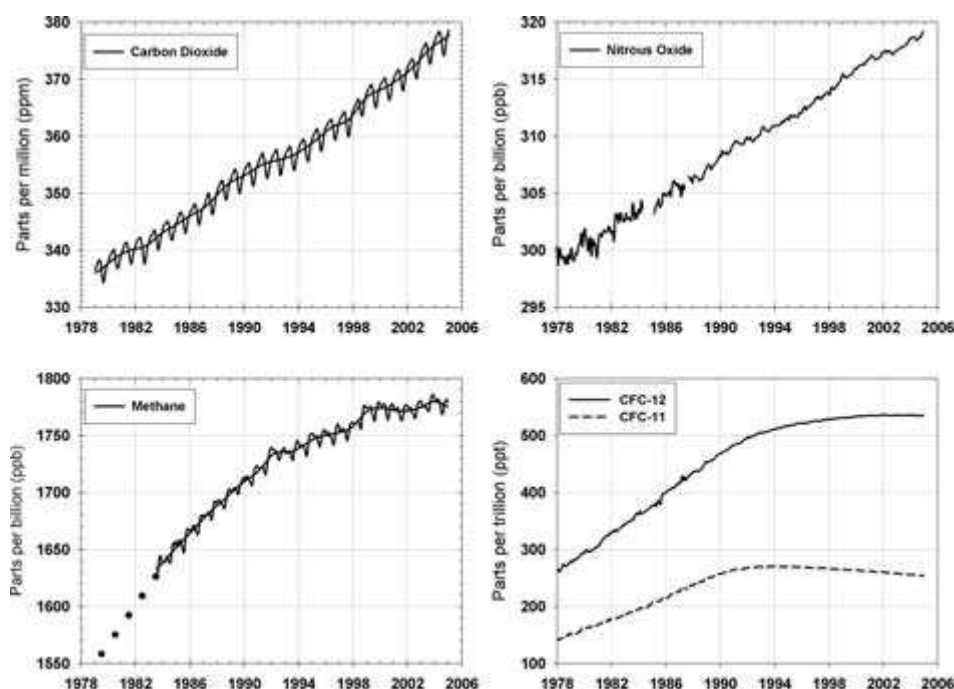 380
370
360
350
340
330
Parts per million (ppm)
Carbon Dioxide
1978 1982 1986 1990 1994 1998 2002 2006
320
315
310
305
300
295
Parts per billion (ppb)
Nitrous Oxide
1978 1982 1986 1990 1994 1998 2002 2006
1800
1750
1700
1650
1600
1550
Parts per billion (ppb)
Methane
1978 1982 1986 1990 1994 1998 2002 2006
600
500
400
300
200
100
Parts per trillion (ppt)
CFC-12
CFC-11
1978 1982 1986 1990 1994 1998 2002 2006